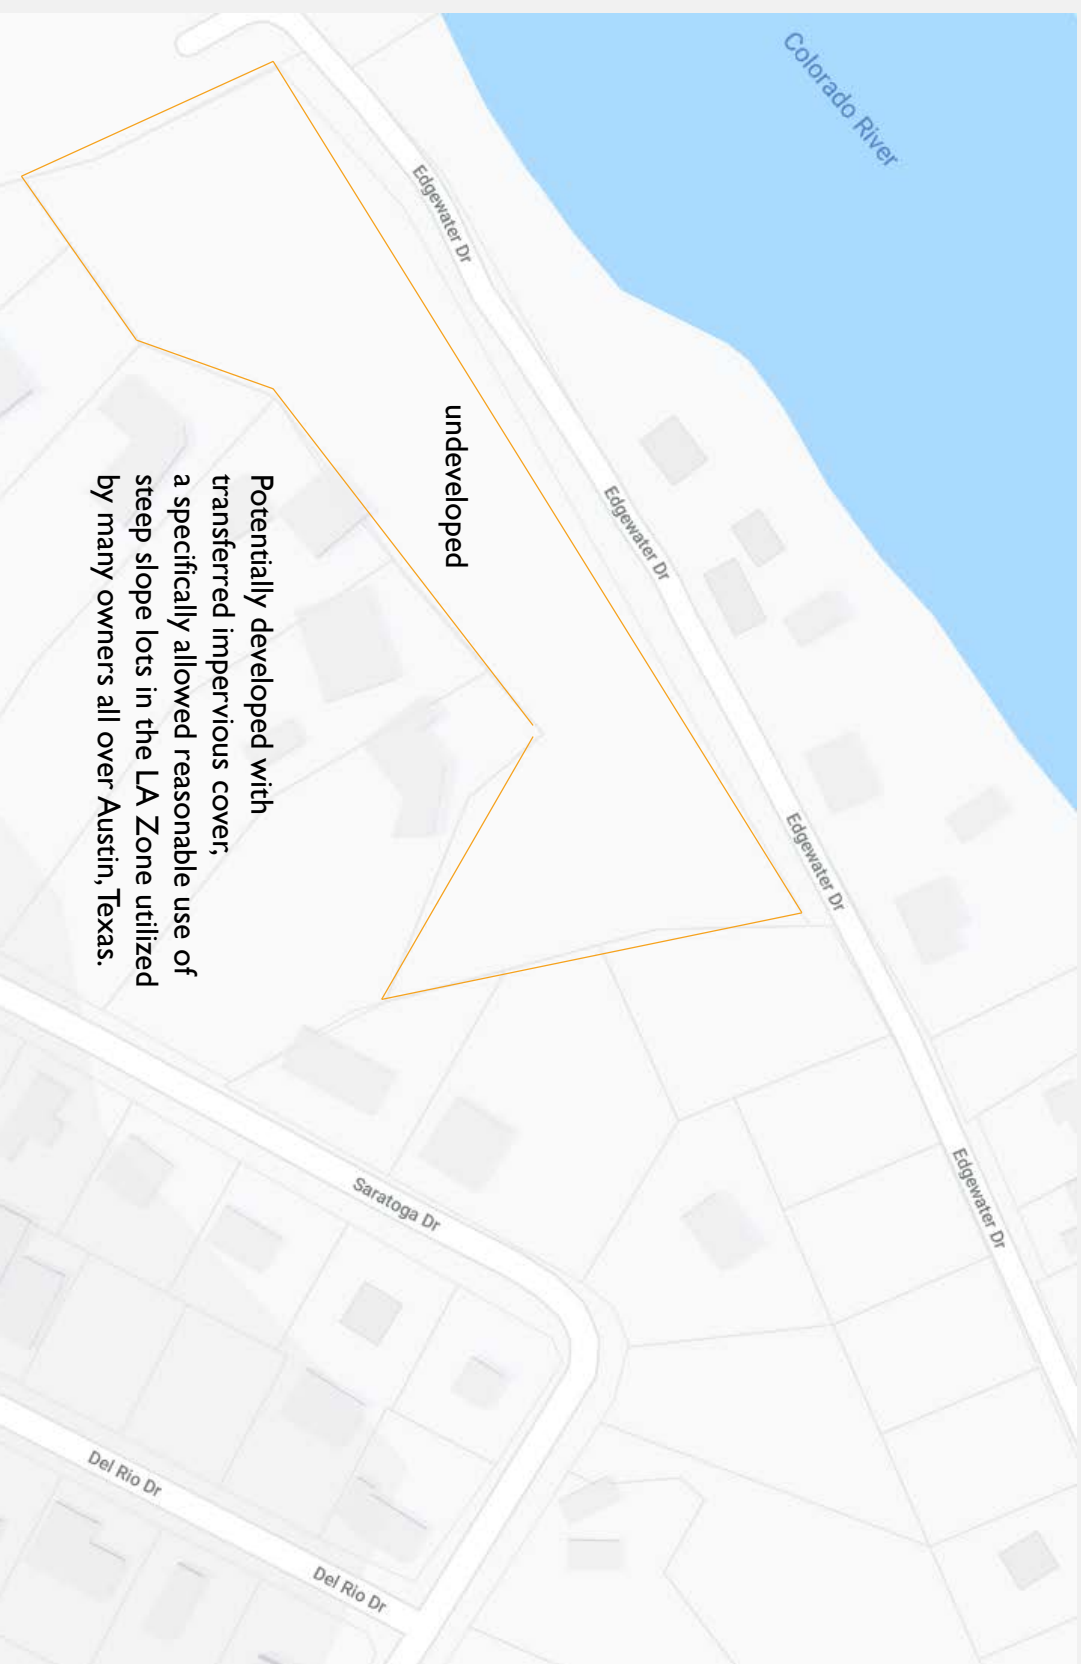 Colorado River
Edgewater Dr
Edgewater Dr
Edgewater Dr
Edgewater Dr
undeveloped
Potentially developed with
transferred impervious cover,
a specifically allowed reasonable use of
steep slope lots in the LA Zone utilized
by many owners all over Austin, Texas.
Saratoga Dr
Del Rio Dr
Del Rio Dr